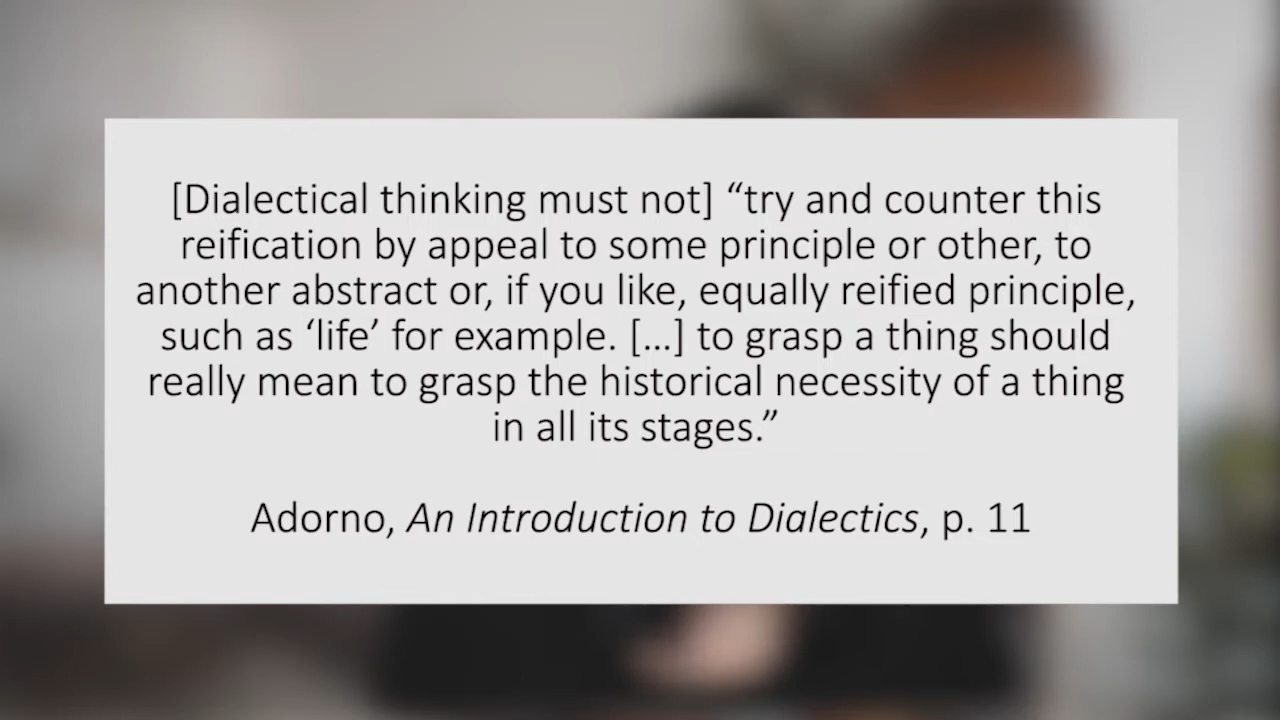 [Dialectical thinking must not] “try and counter this
reification by appeal to some principle or other, to
another abstract or, if you like, equally reified principle,
such as ‘life’ for example. [...] to grasp a thing should
really mean to grasp the historical necessity of a thing
in all its stages.”
Adorno, An Introduction to Dialectics, p. 11